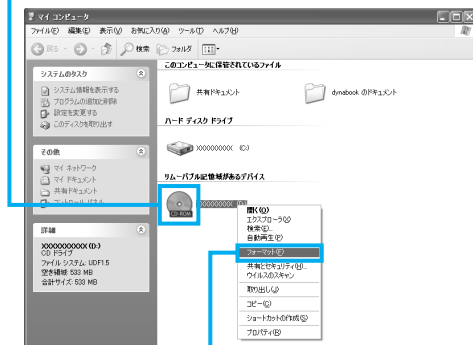 マイ コンピュータ
ファイル(F) 編集(E) 表示(V) お気に入り(A) ツール(T) ヘルプ(H)
戻る 検索 フォルダ
システムのタスク
システム情報を表示する
プログラムの追加と削除
設定を変更する
このディスクを取り出す
その他
マイ ネットワーク
マイ ドキュメント
共有ドキュメント
コントロール パネル
詳細
XXXXXXXXXX (D:)
CD ドライブ
ファイル システム: UDF1.5
空き領域: 533 MB
合計サイズ: 533 MB
このコンピュータに保管されているファイル
共有ドキュメント
dynabook のドキュメント
ハード ディスク ドライブ
XXXXXXXXX (C:)
リムーバブル記憶域があるデバイス
CD-ROM
XXXXXXXXX (D:)
開く(O)
エクスプローラ(X)
検索(E)...
自動再生(P)
フォーマット(F)...
共有とセキュリティ(H)...
ウイルスのスキャン
取り出し(J)
コピー(C)
ショートカットの作成(S)
プロパティ(R)